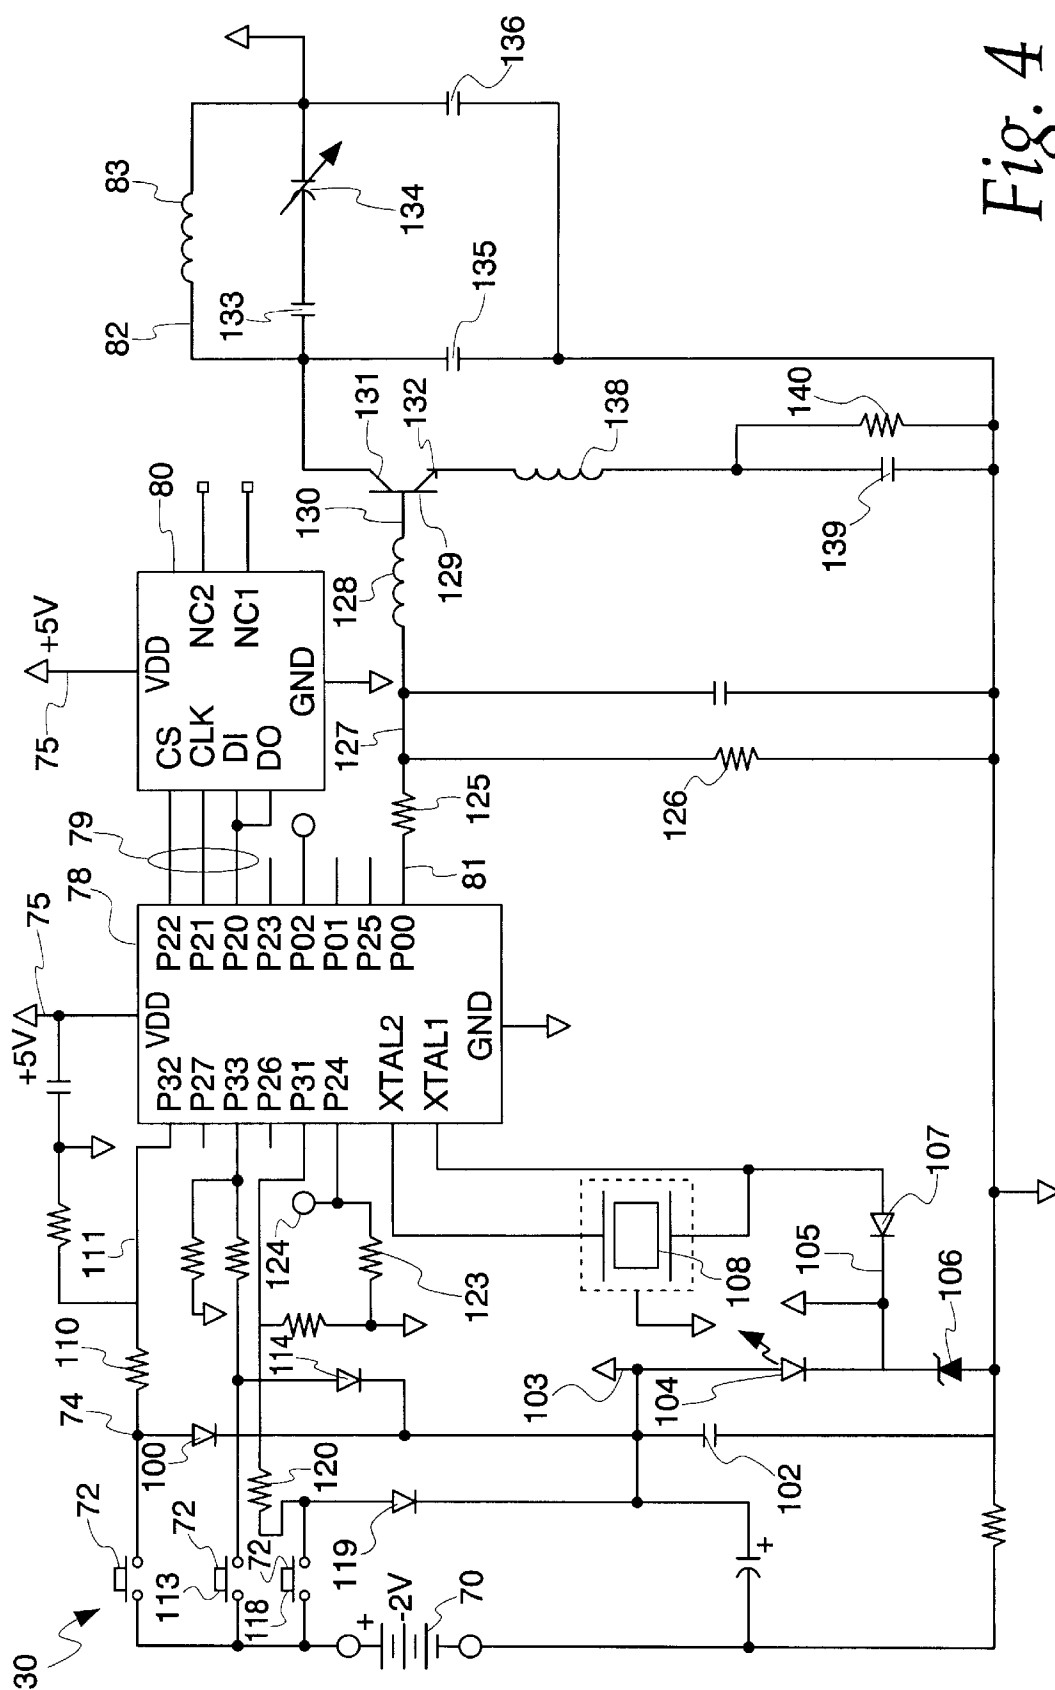 30
72
113
72
118
72
+
-2V
70
74
100
110
111
114
119
120
124
123
+5V
75
P32
P27
P33
P26
P31
P24
XTAL2
XTAL1
VDD
GND
P22
P21
P20
P23
P02
P01
P25
P00
78
79
81
75
+5V
VDD
CS
CLK
DI
DO
GND
NC2
NC1
80
82
83
133
134
135
136
125
126
127
128
129
130
131
132
138
139
140
102
103
104
105
106
107
108
+
Fig. 4